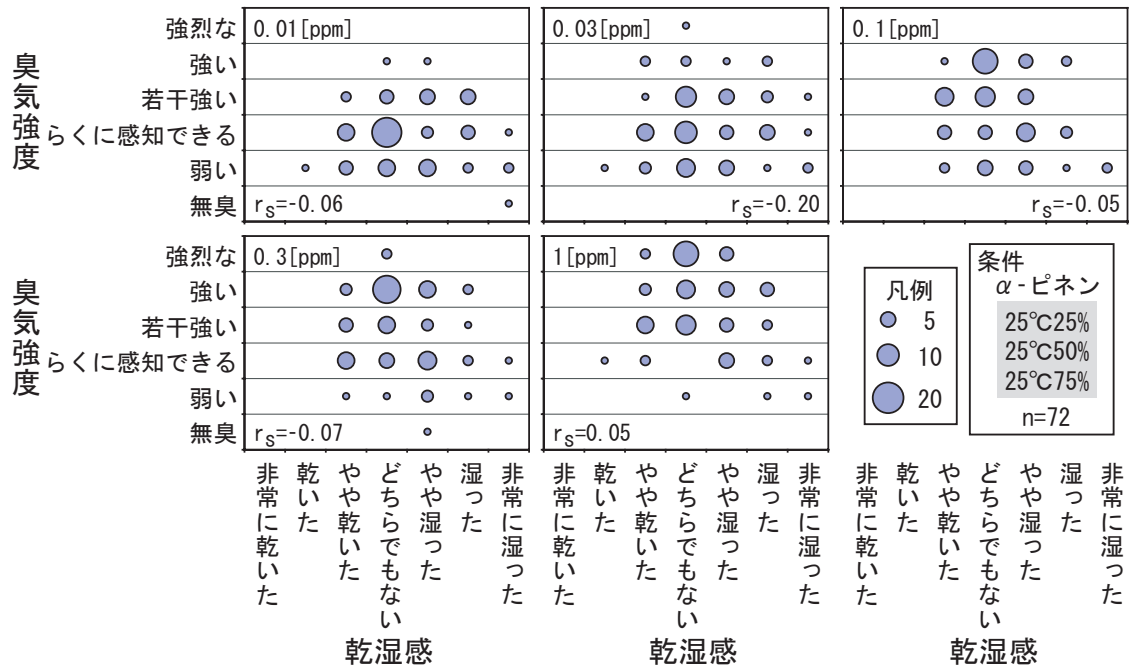 臭気強度
強烈な
強い
若干強い
らくに感知できる
弱い
無臭
0.01[ppm]
rS=-0.06
0.03[ppm]
rS=-0.20
0.1[ppm]
rS=-0.05
臭気強度
強烈な
強い
若干強い
らくに感知できる
弱い
無臭
0.3[ppm]
rS=-0.07
1[ppm]
rS=0.05
凡例
5
10
20
条件
α-ピネン
25℃25%
25℃50%
25℃75%
n=72
非常に乾いた
乾いた
やや乾いた
どちらでもない
やや湿った
湿った
非常に湿った
乾湿感
非常に乾いた
乾いた
やや乾いた
どちらでもない
やや湿った
湿った
非常に湿った
乾湿感
非常に乾いた
乾いた
やや乾いた
どちらでもない
やや湿った
湿った
非常に湿った
乾湿感